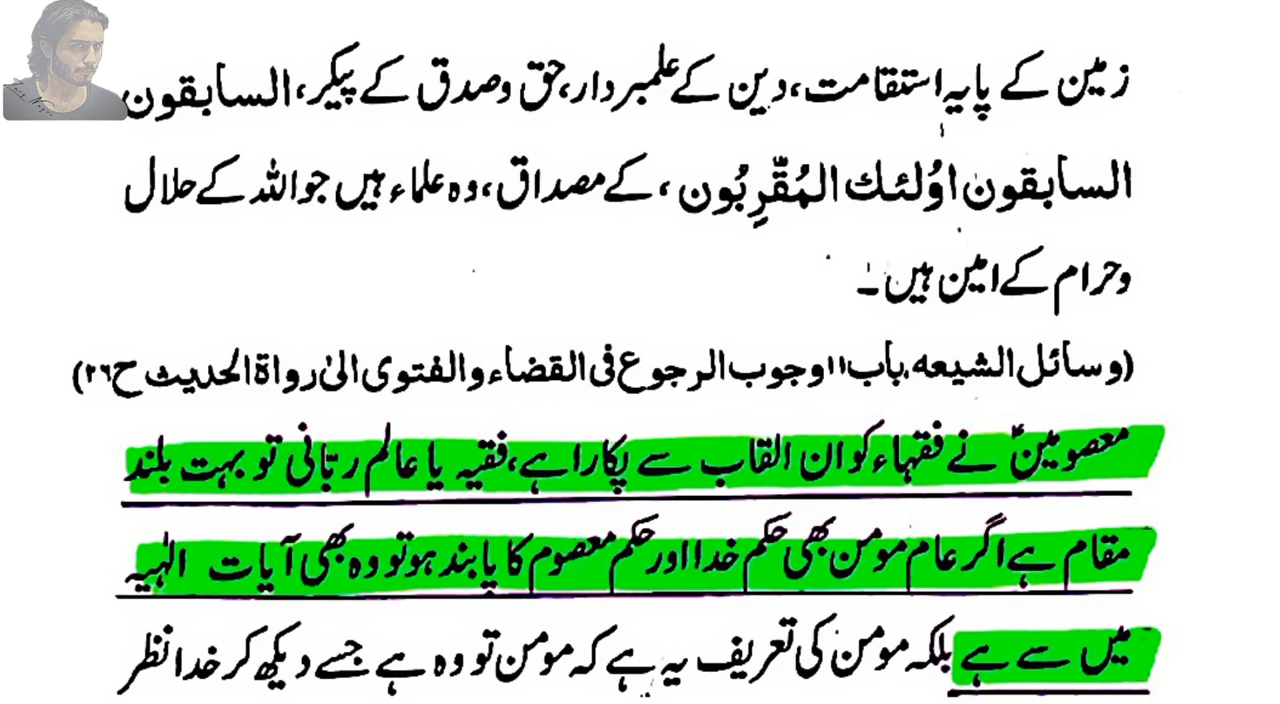 زمین کے پایہ استقامت، دین کے علمبردار، حق وصدق کے پیکر، السابقون
السابقون اوُلئک المُقّرِبُون، کے مصداق، وہ علماء ہیں جو اللہ کے حلال
وحرام کے امین ہیں۔
(وسائل الشیعہ، باب ۱۱ وجوب الرجوع فی القضاء والفتوی الیٰ رواۃ الحدیث ح ۲۶)
معصومینؑ نے فقہاء کو ان القاب سے پکارا ہے، فقیہ یا عالم ربّانی تو بہت بلند
مقام ہے اگر عام مومن بھی حکم خدا اور حکم معصوم کا پابند ہو تو وہ بھی آیات الٰہیہ
میں سے ہے بلکہ مومن کی تعریف یہ ہے کہ مومن تو وہ ہے جسے دیکھ کر خدا نظر